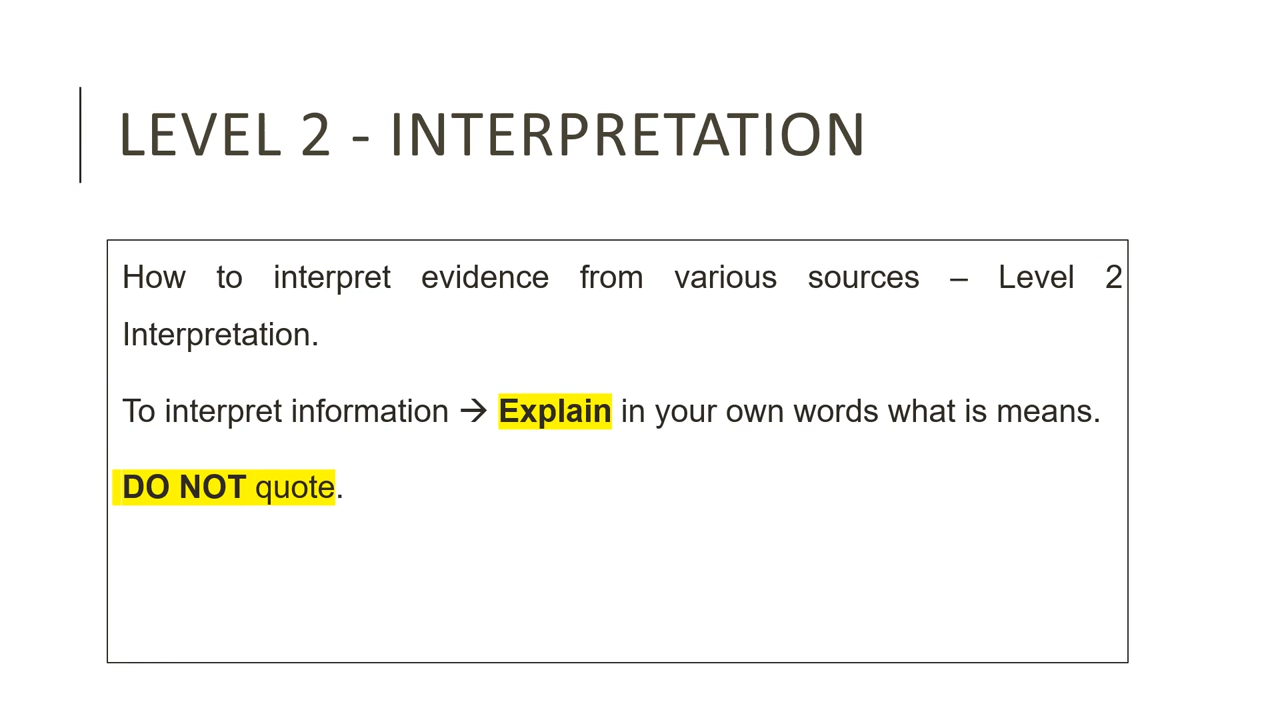 LEVEL 2 - INTERPRETATION
How to interpret evidence from various sources – Level 2
Interpretation.
To interpret information → Explain in your own words what is means.
DO NOT quote.